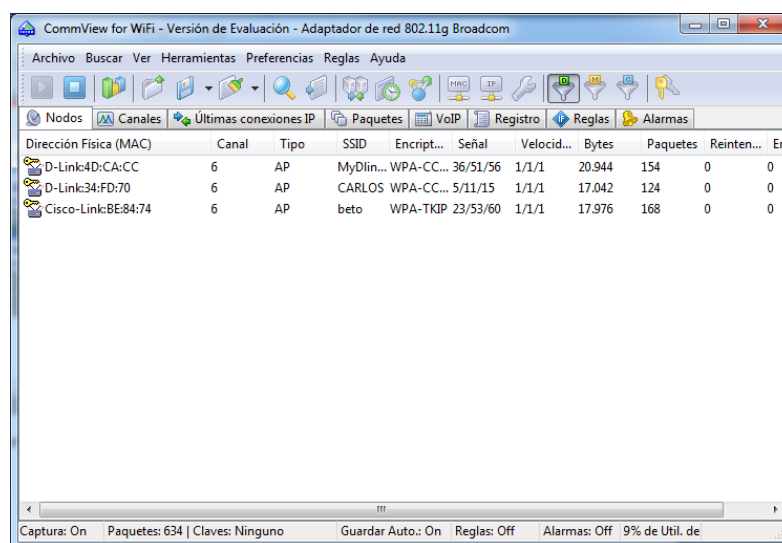 CommView for WiFi - Versión de Evaluación - Adaptador de red 802.11g Broadcom
Archivo Buscar Ver Herramientas Preferencias Reglas Ayuda
MAC IP D M C
Nodos Canales Últimas conexiones IP Paquetes VoIP Registro IF Reglas Alarmas
Dirección Física (MAC) Canal Tipo SSID Encript... Señal Velocid... Bytes Paquetes Reinten... Er
D-Link:4D:CA:CC 6 AP MyDlin... WPA-CC... 36/51/56 1/1/1 20.944 154 0 0
D-Link:34:FD:70 6 AP CARLOS WPA-CC... 5/11/15 1/1/1 17.042 124 0 0
Cisco-Link:BE:84:74 6 AP beto WPA-TKIP 23/53/60 1/1/1 17.976 168 0 0
Captura: On Paquetes: 634 | Claves: Ninguno Guardar Auto.: On Reglas: Off Alarmas: Off 9% de Util. de